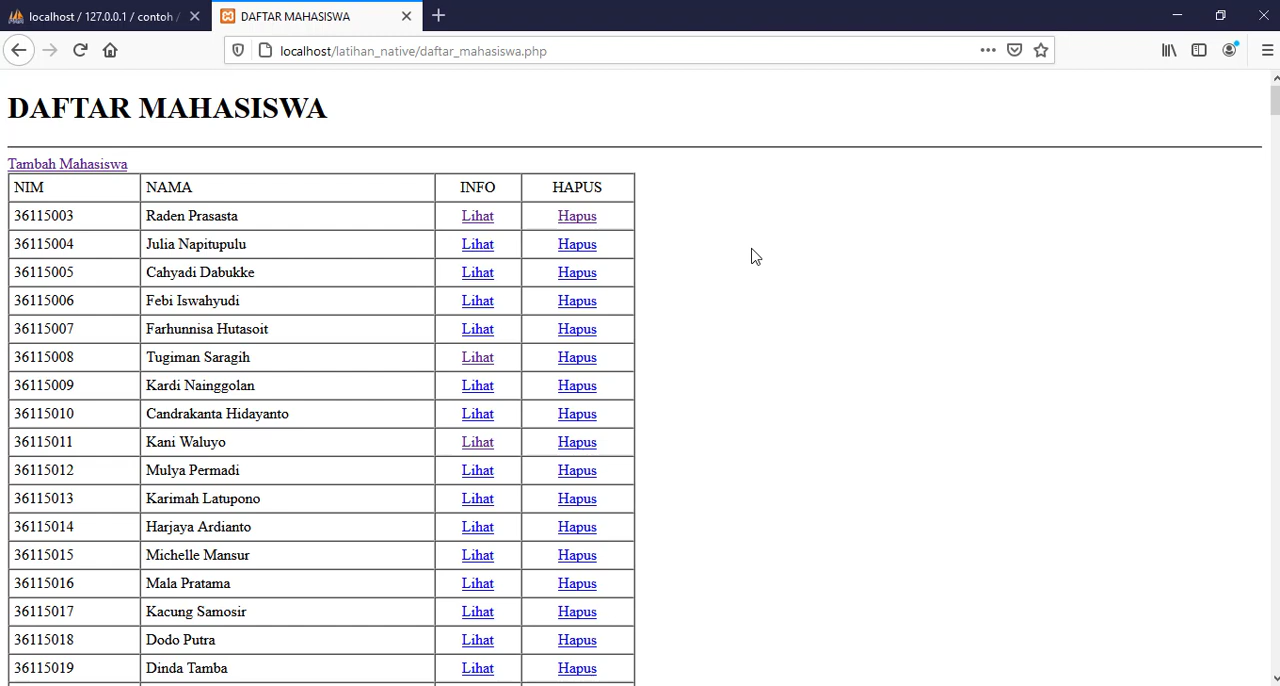 localhost / 127.0.0.1 / contoh /
DAFTAR MAHASISWA
localhost/latihan_native/daftar_mahasiswa.php
DAFTAR MAHASISWA
Tambah Mahasiswa
NIM NAMA INFO HAPUS
36115003 Raden Prasasta Lihat Hapus
36115004 Julia Napitupulu Lihat Hapus
36115005 Cahyadi Dabukke Lihat Hapus
36115006 Febi Iswahyudi Lihat Hapus
36115007 Farhunnisa Hutasoit Lihat Hapus
36115008 Tugiman Saragih Lihat Hapus
36115009 Kardi Nainggolan Lihat Hapus
36115010 Candrakanta Hidayanto Lihat Hapus
36115011 Kani Waluyo Lihat Hapus
36115012 Mulya Permadi Lihat Hapus
36115013 Karimah Latupono Lihat Hapus
36115014 Harjaya Ardianto Lihat Hapus
36115015 Michelle Mansur Lihat Hapus
36115016 Mala Pratama Lihat Hapus
36115017 Kacung Samosir Lihat Hapus
36115018 Dodo Putra Lihat Hapus
36115019 Dinda Tamba Lihat Hapus